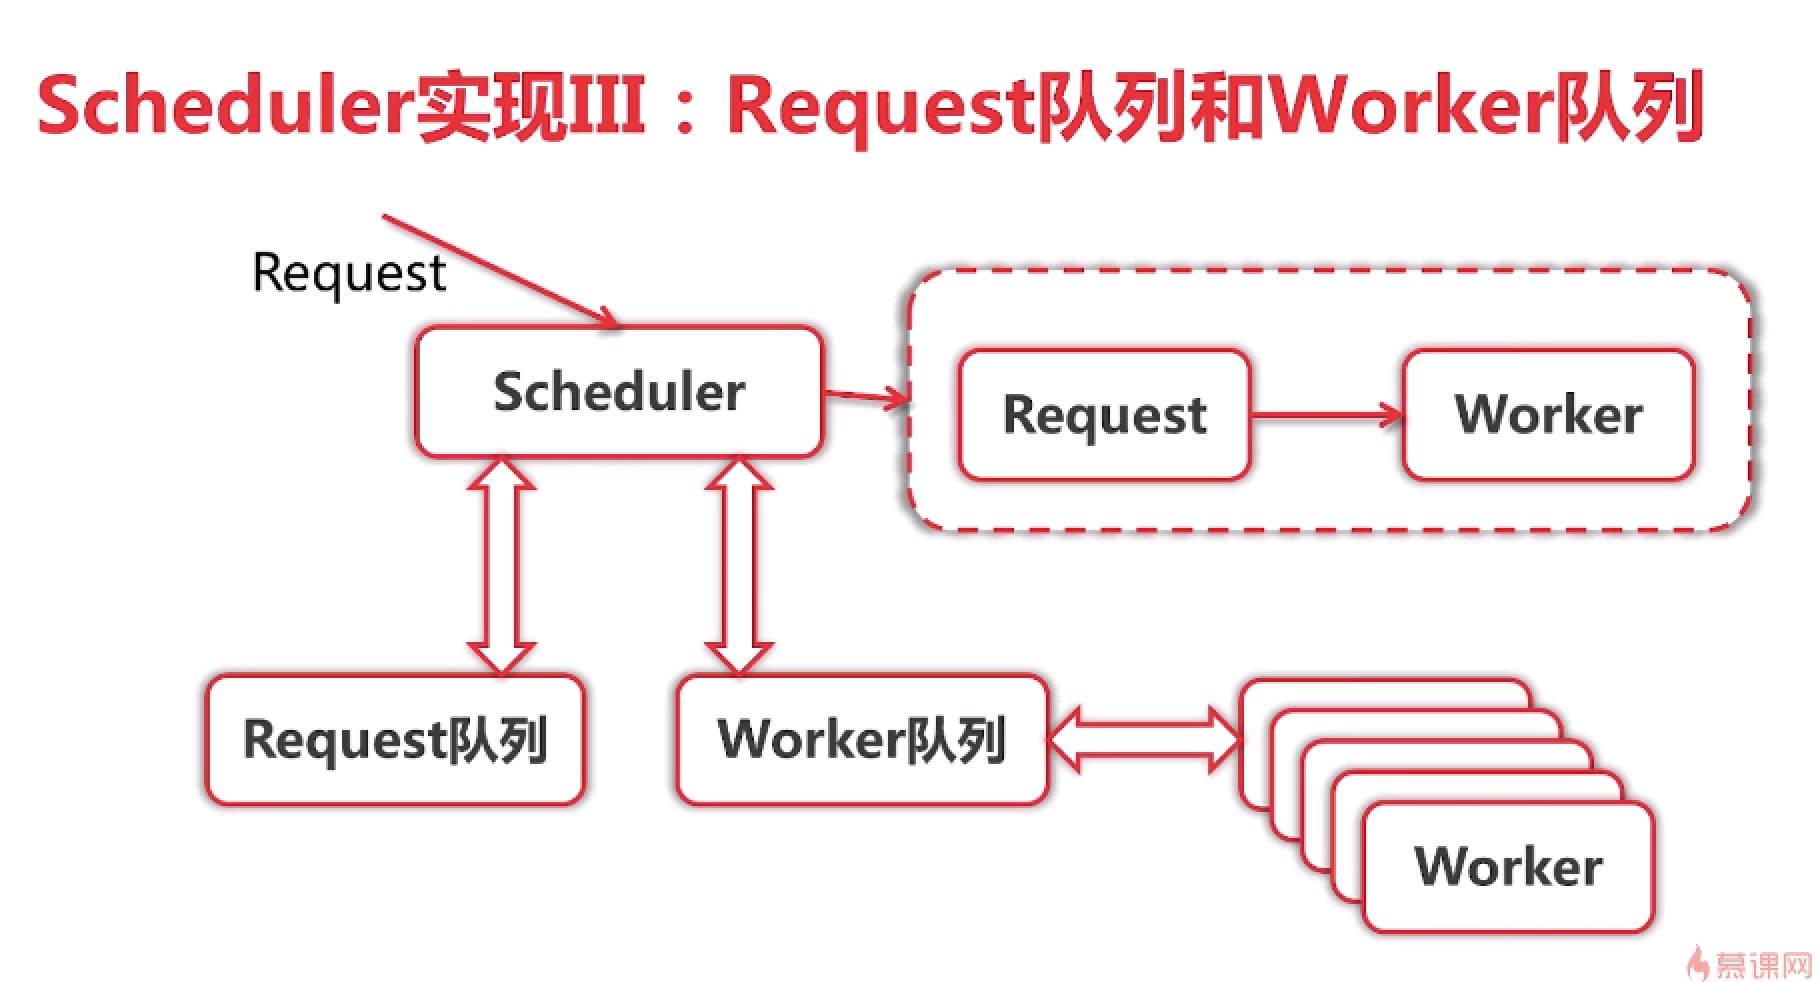 Scheduler实现III：Request队列和Worker队列
Request
Scheduler
Request
Worker
Request队列
Worker队列
Worker
慕课网